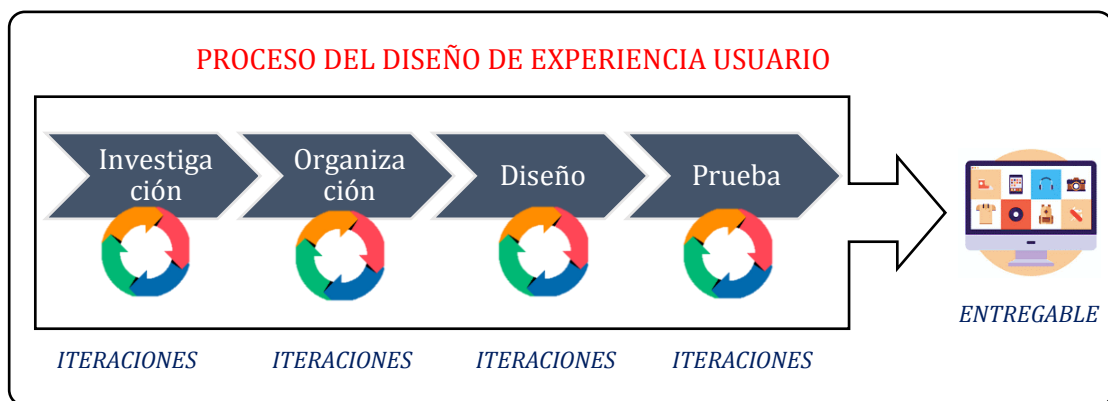 PROCESO DEL DISEÑO DE EXPERIENCIA USUARIO
Investiga
ción
Organiza
ción
Diseño
Prueba
ENTREGABLE
ITERACIONES
ITERACIONES
ITERACIONES
ITERACIONES